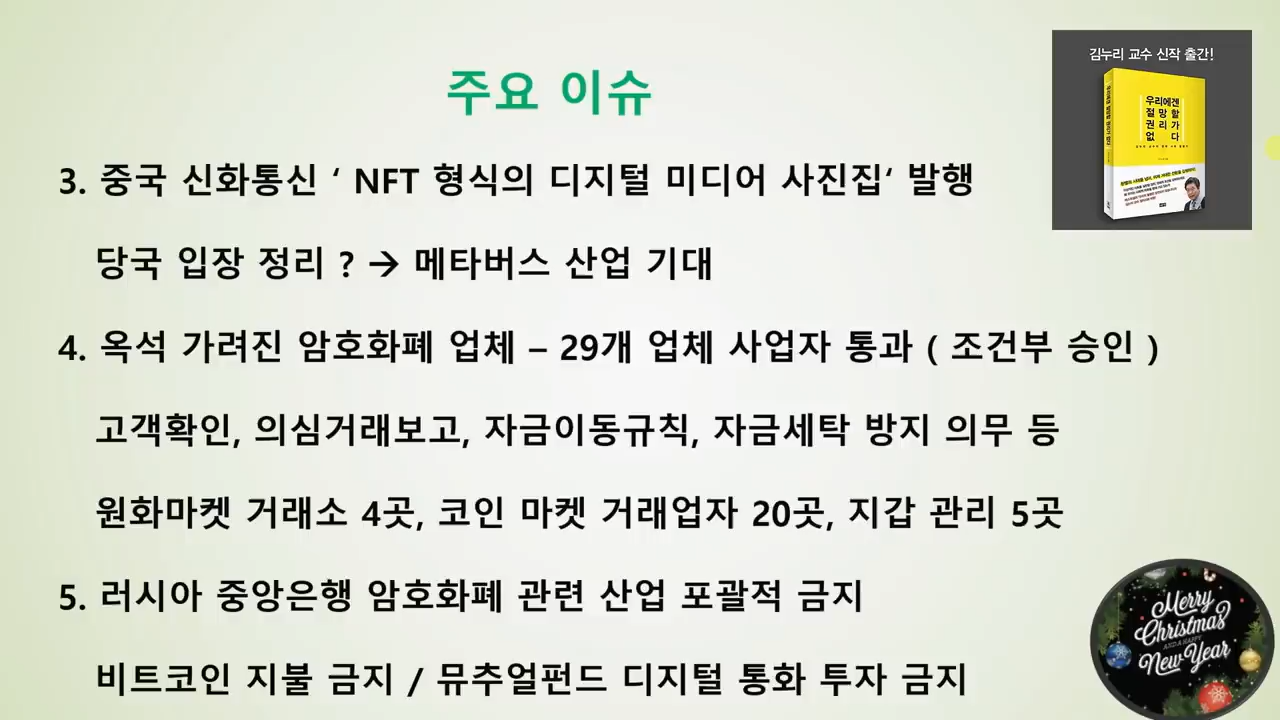 주요 이슈
김누리 교수 신작 출간!
우리에겐
절망할
권리가
없다
3. 중국 신화통신 ‘ NFT 형식의 디지털 미디어 사진집‘ 발행
당국 입장 정리 ? → 메타버스 산업 기대
4. 옥석 가려진 암호화폐 업체 – 29개 업체 사업자 통과 ( 조건부 승인 )
고객확인, 의심거래보고, 자금이동규칙, 자금세탁 방지 의무 등
원화마켓 거래소 4곳, 코인 마켓 거래업자 20곳, 지갑 관리 5곳
5. 러시아 중앙은행 암호화폐 관련 산업 포괄적 금지
비트코인 지불 금지 / 뮤추얼펀드 디지털 통화 투자 금지
Merry
Christmas
AND A HAPPY
New Year